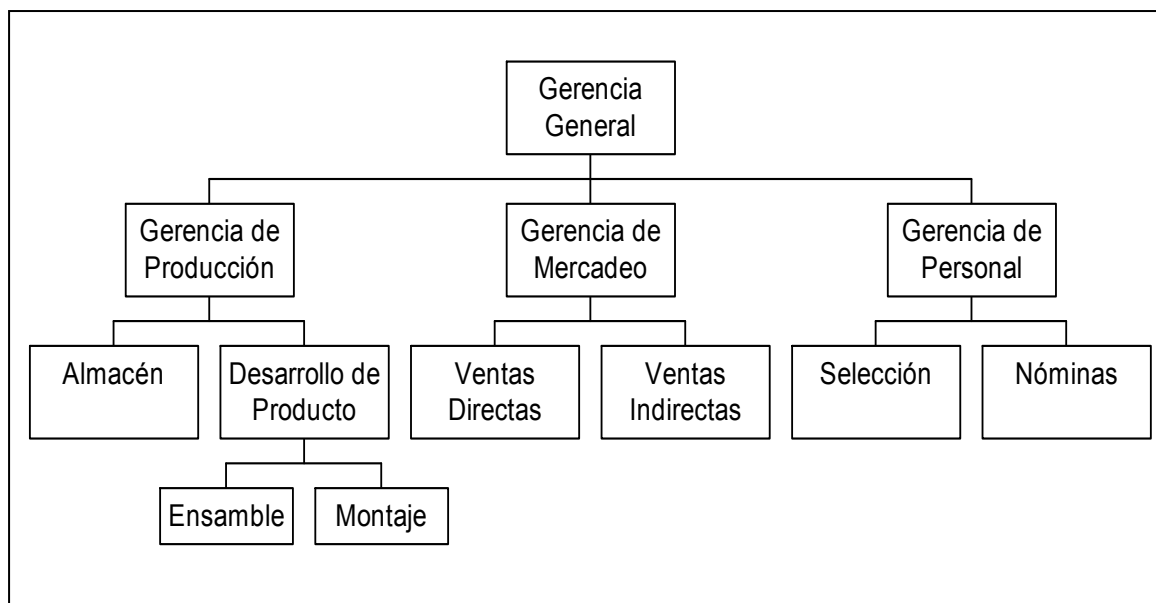 Gerencia
General
Gerencia de
Producción
Gerencia de
Mercadeo
Gerencia de
Personal
Almacén
Desarrollo de
Producto
Ventas
Directas
Ventas
Indirectas
Selección
Nóminas
Ensamble
Montaje